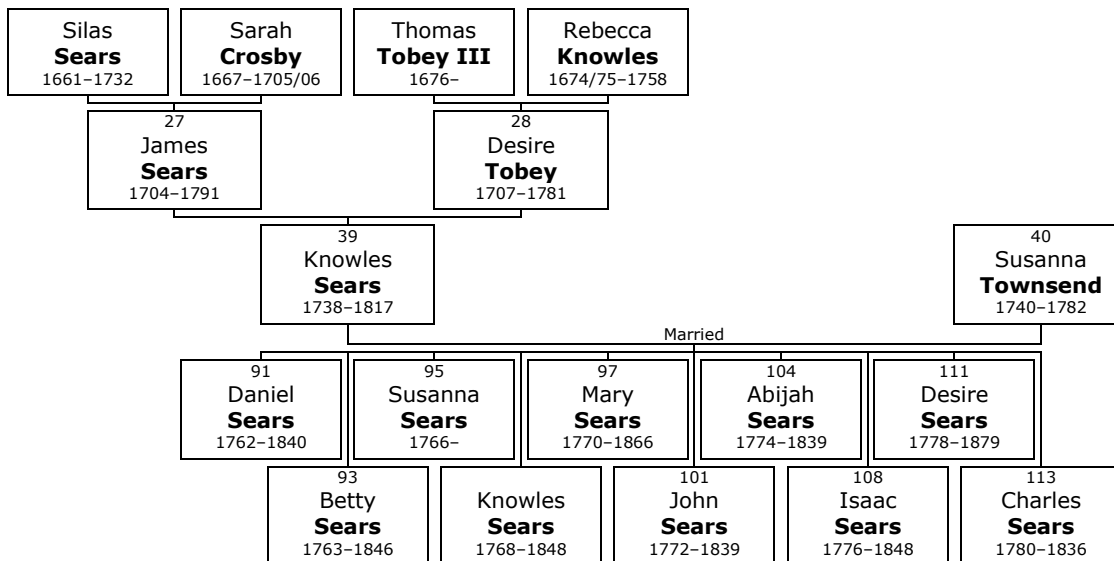 Silas
Sears
1661–1732
Sarah
Crosby
1667–1705/06
Thomas
Tobey III
1676–
Rebecca
Knowles
1674/75–1758
27
James
Sears
1704–1791
28
Desire
Tobey
1707–1781
39
Knowles
Sears
1738–1817
40
Susanna
Townsend
1740–1782
Married
91
Daniel
Sears
1762–1840
95
Susanna
Sears
1766–
97
Mary
Sears
1770–1866
104
Abijah
Sears
1774–1839
111
Desire
Sears
1778–1879
93
Betty
Sears
1763–1846
Knowles
Sears
1768–1848
101
John
Sears
1772–1839
108
Isaac
Sears
1776–1848
113
Charles
Sears
1780–1836